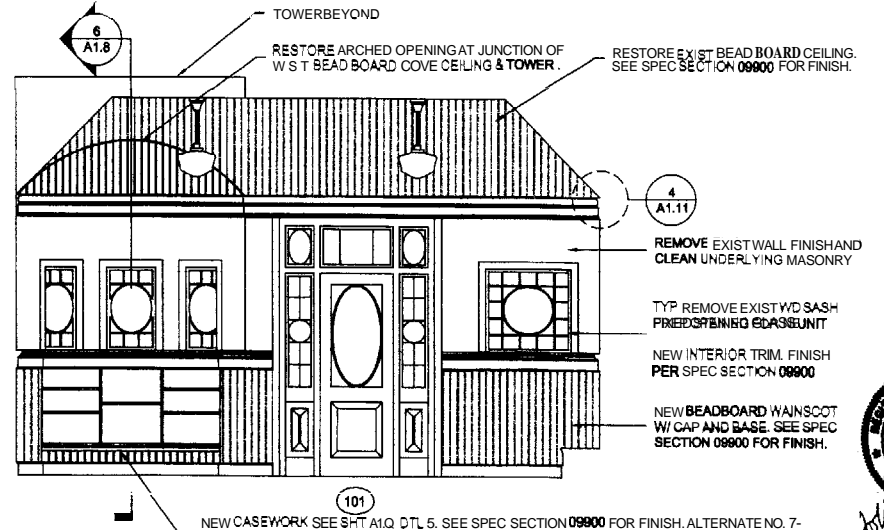 6
A1.8
TOWER BEYOND
RESTORE ARCHED OPENING AT JUNCTION OF
W S T BEAD BOARD COVE CEILING & TOWER.
RESTORE EXIST BEAD BOARD CEILING.
SEE SPEC SECTION 09900 FOR FINISH.
4
A1.11
REMOVE EXIST WALL FINISH AND
CLEAN UNDERLYING MASONRY
TYP REMOVE EXIST WD SASH
UNIT
NEW INTERIOR TRIM. FINISH
PER SPEC SECTION 09900
NEW BEADBOARD WAINSCOT
W/ CAP AND BASE. SEE SPEC
SECTION 09900 FOR FINISH.
101
NEW CASEWORK SEE SHT A1.Q DTL 5. SEE SPEC SECTION 09900 FOR FINISH. ALTERNATE NO. 7-